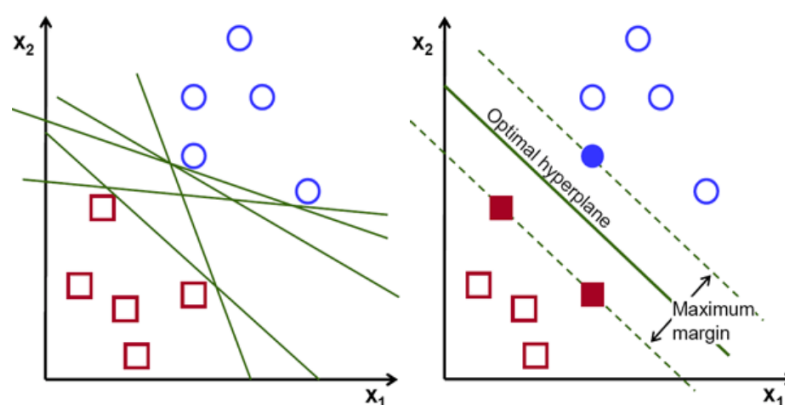 x₂
x₁
x₂
Optimal hyperplane
Maximum
margin
x₁